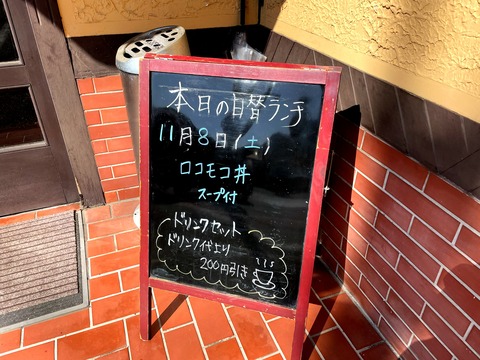 本日の日替ランチ
11月8日(土)
ロコモコ丼
スープ付
ドリンクセット
ドリンク代より
200円引き